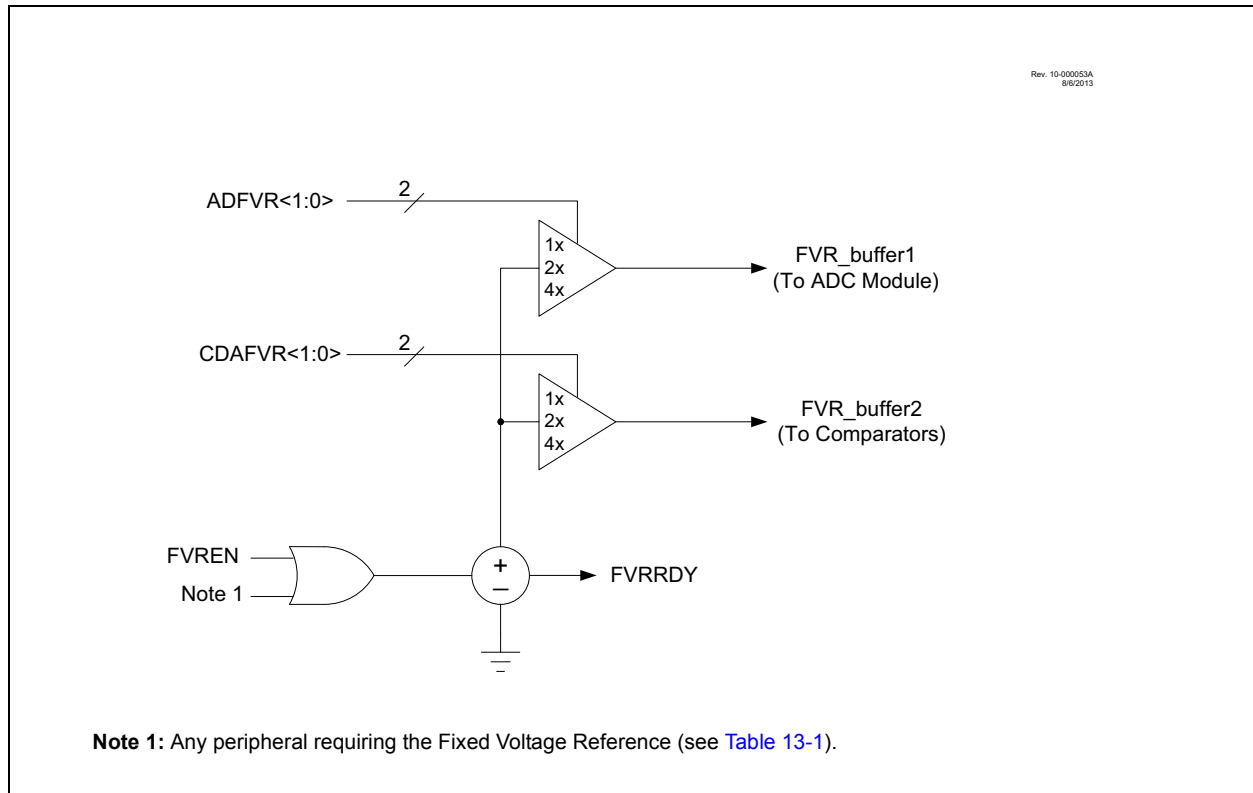 Rev. 10-000053A
8/6/2013
ADFVR<1:0>
2
1x
2x
4x
FVR_buffer1
(To ADC Module)
CDAFVR<1:0>
2
1x
2x
4x
FVR_buffer2
(To Comparators)
FVREN
Note 1
+
–
FVRRDY
Note 1: Any peripheral requiring the Fixed Voltage Reference (see Table 13-1).